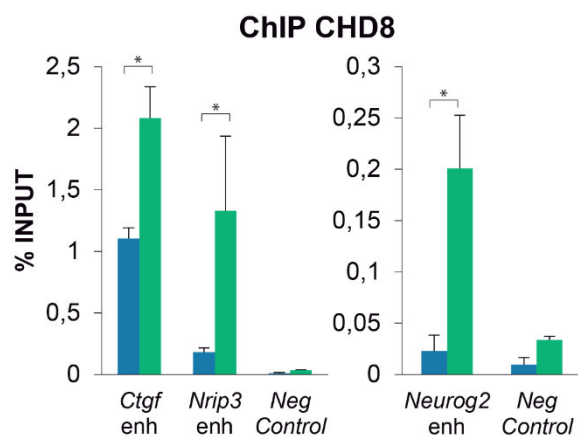 ChIP CHD8
% INPUT
2,5
2
1,5
1
0,5
0
*
*
Ctgf enh
Nrip3 enh
Neg Control
0,3
0,25
0,2
0,15
0,1
0,05
0
*
Neurog2 enh
Neg Control